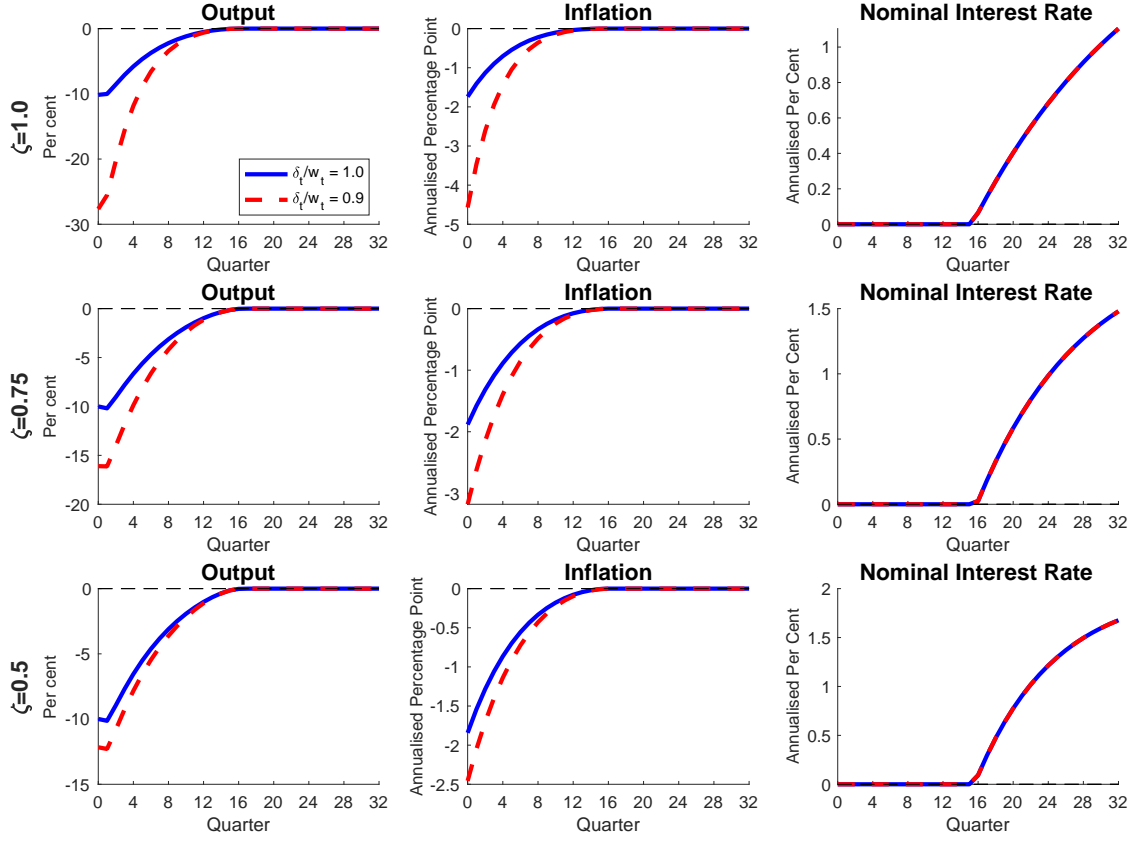 Output
Inflation
Nominal Interest Rate
ζ=1.0
Per cent
0
-10
-20
-30
0 4 8 12 16 20 24 28 32
Quarter
δ_t/w_t = 1.0
δ_t/w_t = 0.9
Annualised Percentage Point
0
-1
-2
-3
-4
-5
0 4 8 12 16 20 24 28 32
Quarter
Annualised Per Cent
1
0.8
0.6
0.4
0.2
0
0 4 8 12 16 20 24 28 32
Quarter
Output
Inflation
Nominal Interest Rate
ζ=0.75
Per cent
0
-5
-10
-15
-20
0 4 8 12 16 20 24 28 32
Quarter
Annualised Percentage Point
0
-1
-2
-3
0 4 8 12 16 20 24 28 32
Quarter
Annualised Per Cent
1.5
1
0.5
0
0 4 8 12 16 20 24 28 32
Quarter
Output
Inflation
Nominal Interest Rate
ζ=0.5
Per cent
0
-5
-10
-15
0 4 8 12 16 20 24 28 32
Quarter
Annualised Percentage Point
0
-0.5
-1
-1.5
-2
-2.5
0 4 8 12 16 20 24 28 32
Quarter
Annualised Per Cent
2
1.5
1
0.5
0
0 4 8 12 16 20 24 28 32
Quarter